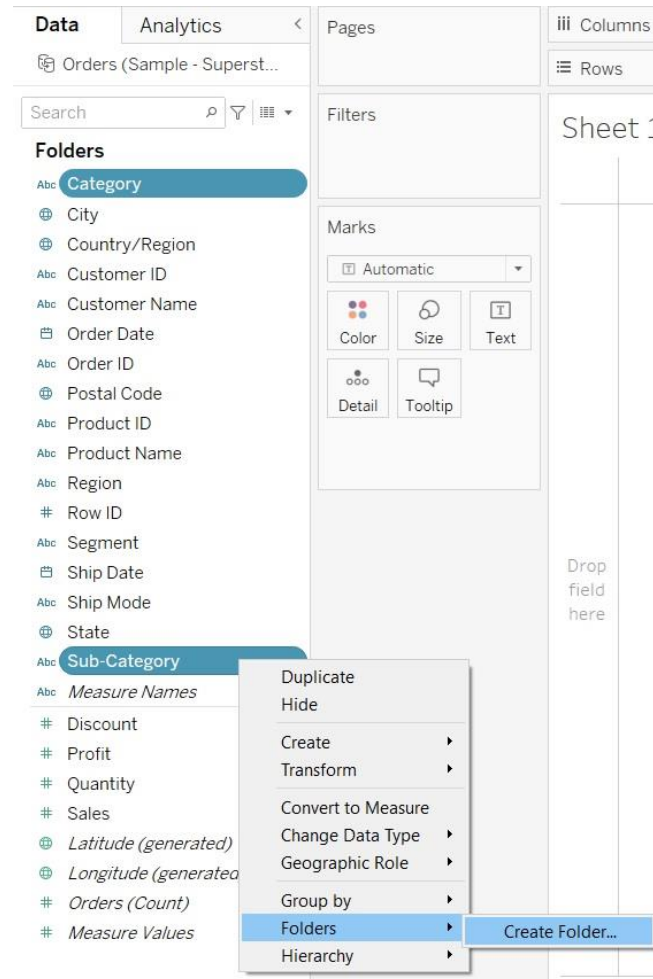 Data
Analytics
Orders (Sample - Superst...
Search
Folders
Abc Category
City
Country/Region
Abc Customer ID
Abc Customer Name
Order Date
Abc Order ID
Postal Code
Abc Product ID
Abc Product Name
Abc Region
# Row ID
Abc Segment
Ship Date
Abc Ship Mode
State
Abc Sub-Category
Abc Measure Names
# Discount
# Profit
# Quantity
# Sales
Latitude (generated)
Longitude (generated
# Orders (Count)
# Measure Values
Pages
Filters
Marks
T Automatic
Color
Size
T Text
Detail
Tooltip
Columns
Rows
Sheet 1
Drop
field
here
Duplicate
Hide
Create
Transform
Convert to Measure
Change Data Type
Geographic Role
Group by
Folders
Hierarchy
Create Folder...